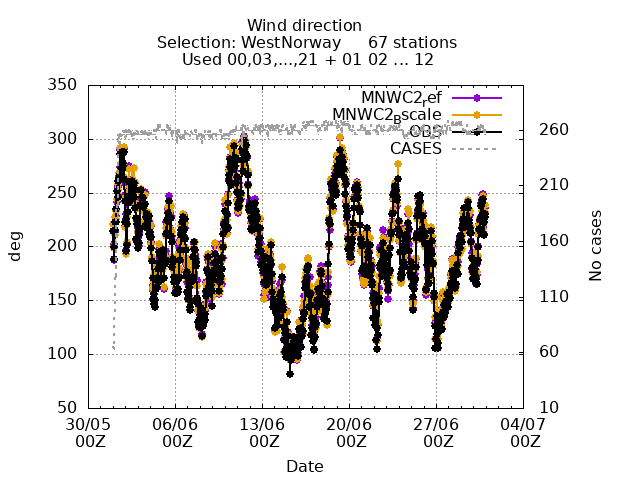 Wind direction
Selection: WestNorway     67 stations
Used 00,03,...,21 + 01 02 ... 12
MNWC2_ref
MNWC2_Bscale
OBS
CASES
350
300
250
200
150
100
50
deg
260
210
160
110
60
10
No cases
30/05 06/06 13/06 20/06 27/06 04/07
00Z 00Z 00Z 00Z 00Z 00Z
Date